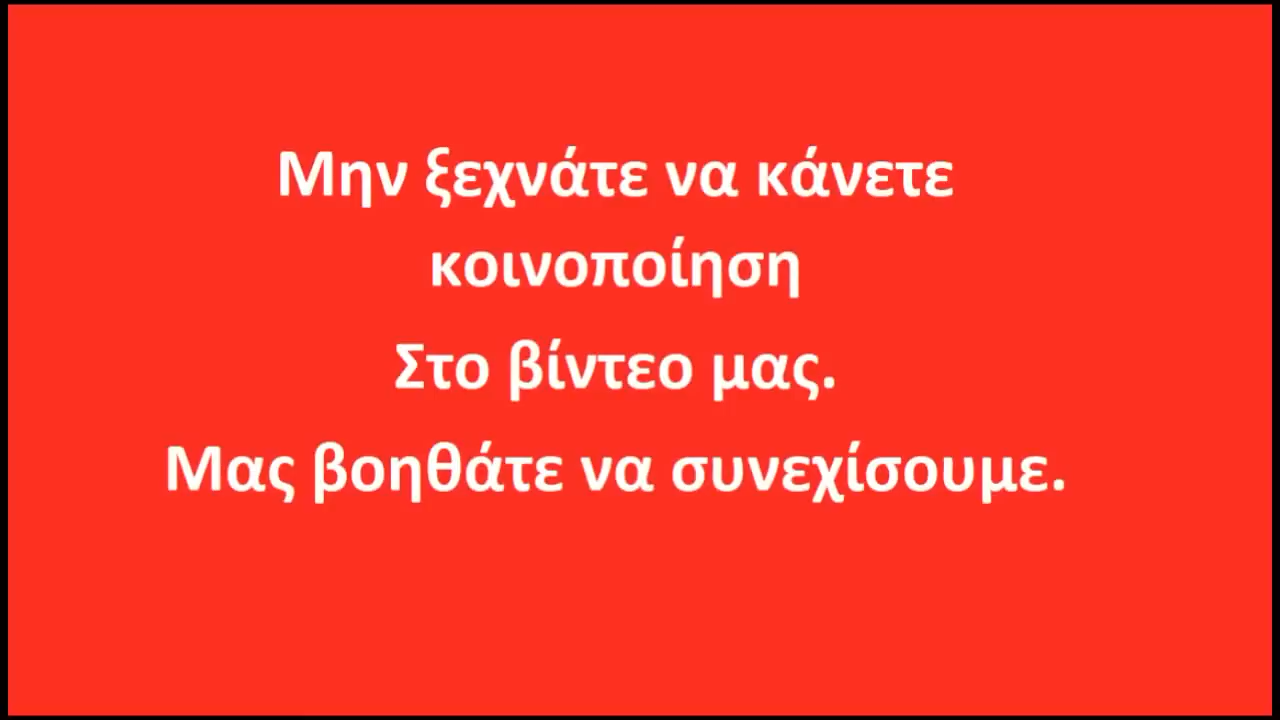 Μην ξεχνάτε να κάνετε
κοινοποίηση
Στο βίντεο μας.
Μας βοηθάτε να συνεχίσουμε.